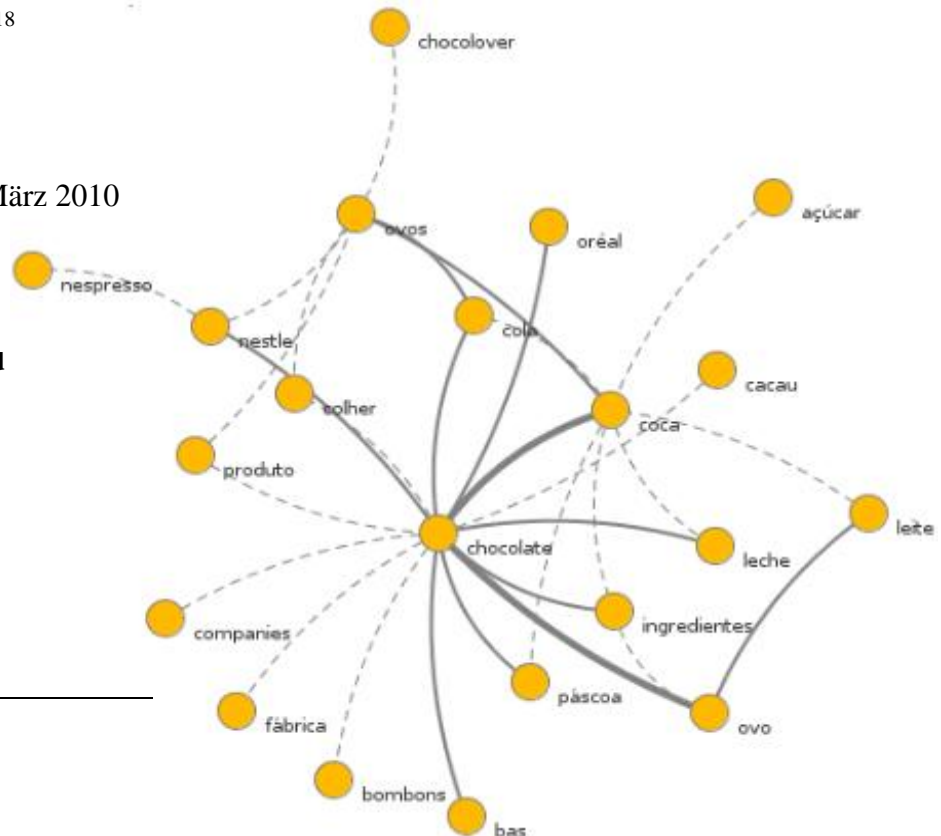 18
chocolover
März 2010
açúcar
ovos
oréal
nespresso
cola
nestle
cacau
colher
coca
produto
leite
chocolate
leche
ingredientes
companies
páscoa
fábrica
ovo
bombons
bas